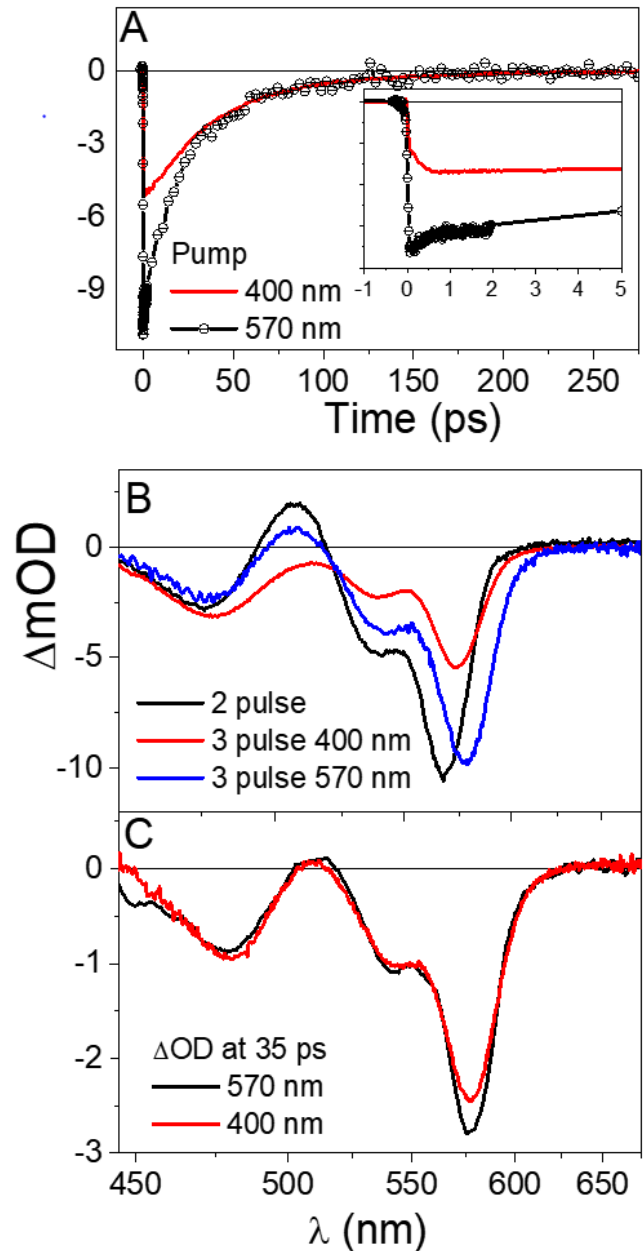 A
0
-3
-6
-9
Pump
400 nm
570 nm
-1 0 1 2 3 4 5
0 50 100 150 200 250
Time (ps)
B
0
-5
-10
ΔmOD
2 pulse
3 pulse 400 nm
3 pulse 570 nm
C
0
-1
-2
-3
ΔOD at 35 ps
570 nm
400 nm
450 500 550 600 650
λ (nm)